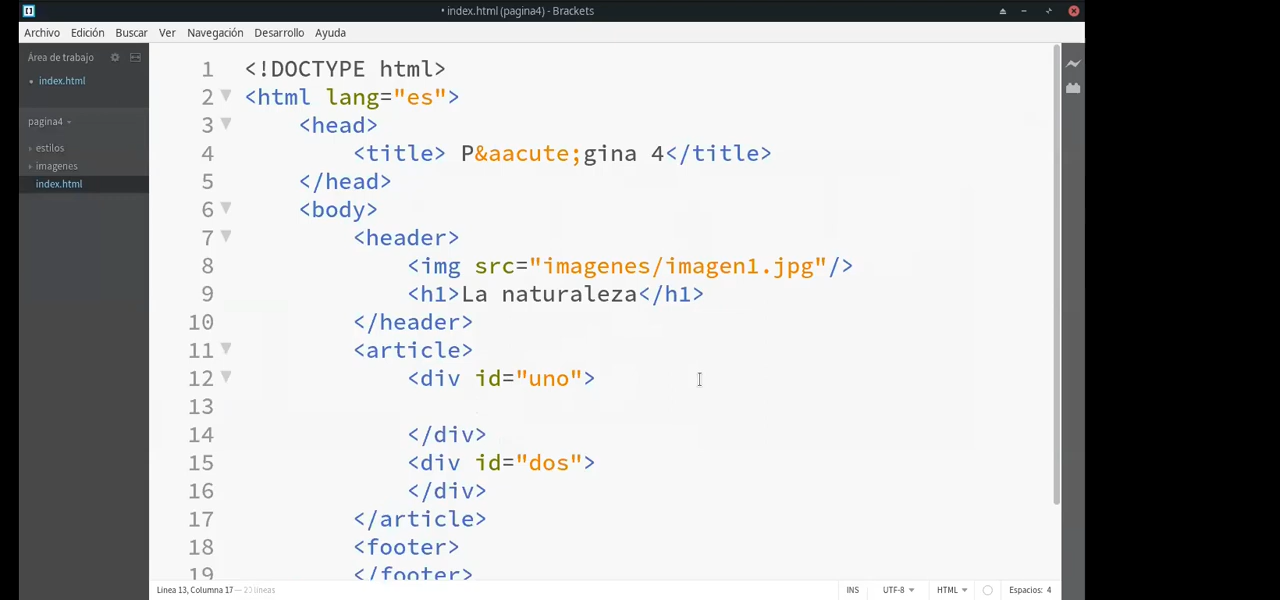 • index.html (pagina4) - Brackets
Archivo Edición Buscar Ver Navegación Desarrollo Ayuda
Área de trabajo
• index.html
pagina4
estilos
imagenes
index.html
1 <!DOCTYPE html>
2 <html lang="es">
3 <head>
4 <title> P&aacute;gina 4</title>
5 </head>
6 <body>
7 <header>
8 <img src="imagenes/imagen1.jpg"/>
9 <h1>La naturaleza</h1>
10 </header>
11 <article>
12 <div id="uno">
13
14 </div>
15 <div id="dos">
16 </div>
17 </article>
18 <footer>
19 </footer>
Línea 13, Columna 17 — 23 líneas INS UTF-8 HTML Espacios: 4